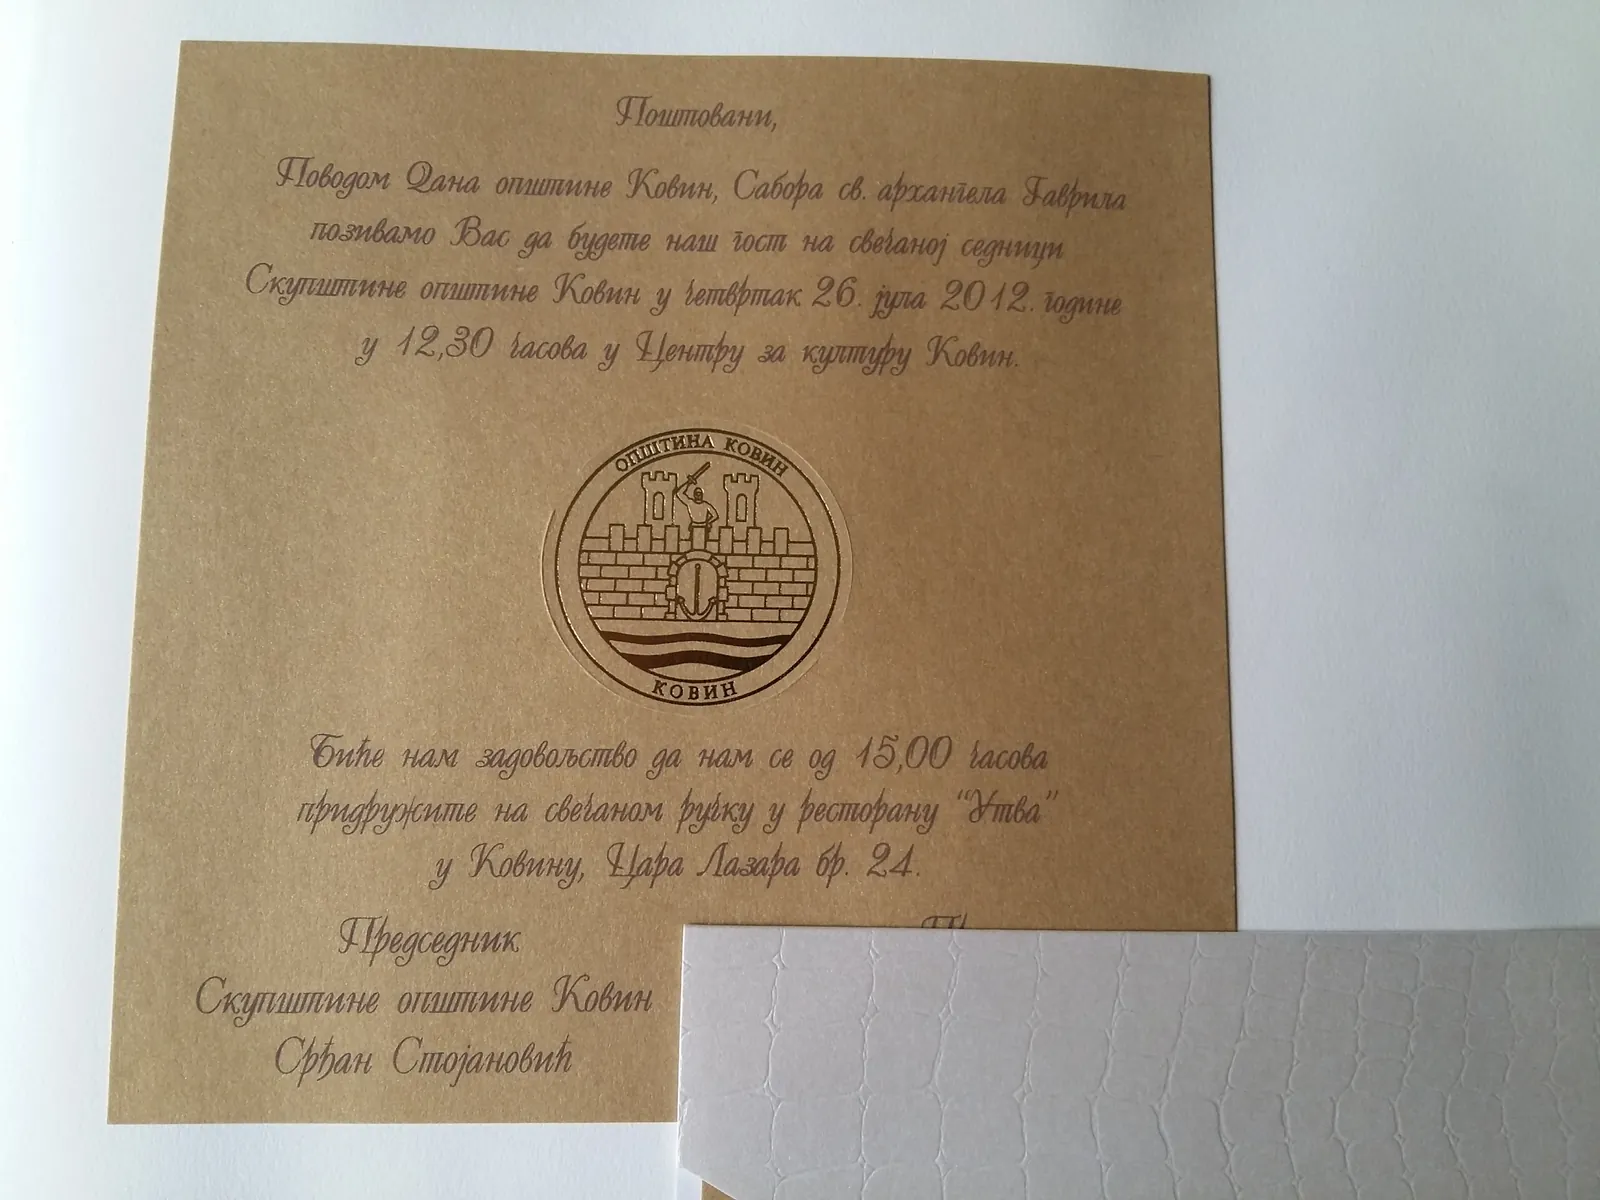 Поштовани,
Поводом Дана општине Ковин, Сабора св. архангела Гаврила
позивамо Вас да будете наш гост на свечаној седници
Скупштине општине Ковин у четвртак 26. јула 2012. године
у 12,30 часова у Центру за културу Ковин.
ОПШТИНА КОВИН
КОВИН
Биће нам задовољство да нам се од 15,00 часова
придружите на свечаном ручку у ресторану “Утва”
у Ковину, Цара Лазара бр. 24.
Председник
Скупштине општине Ковин
Срђан Стојановић